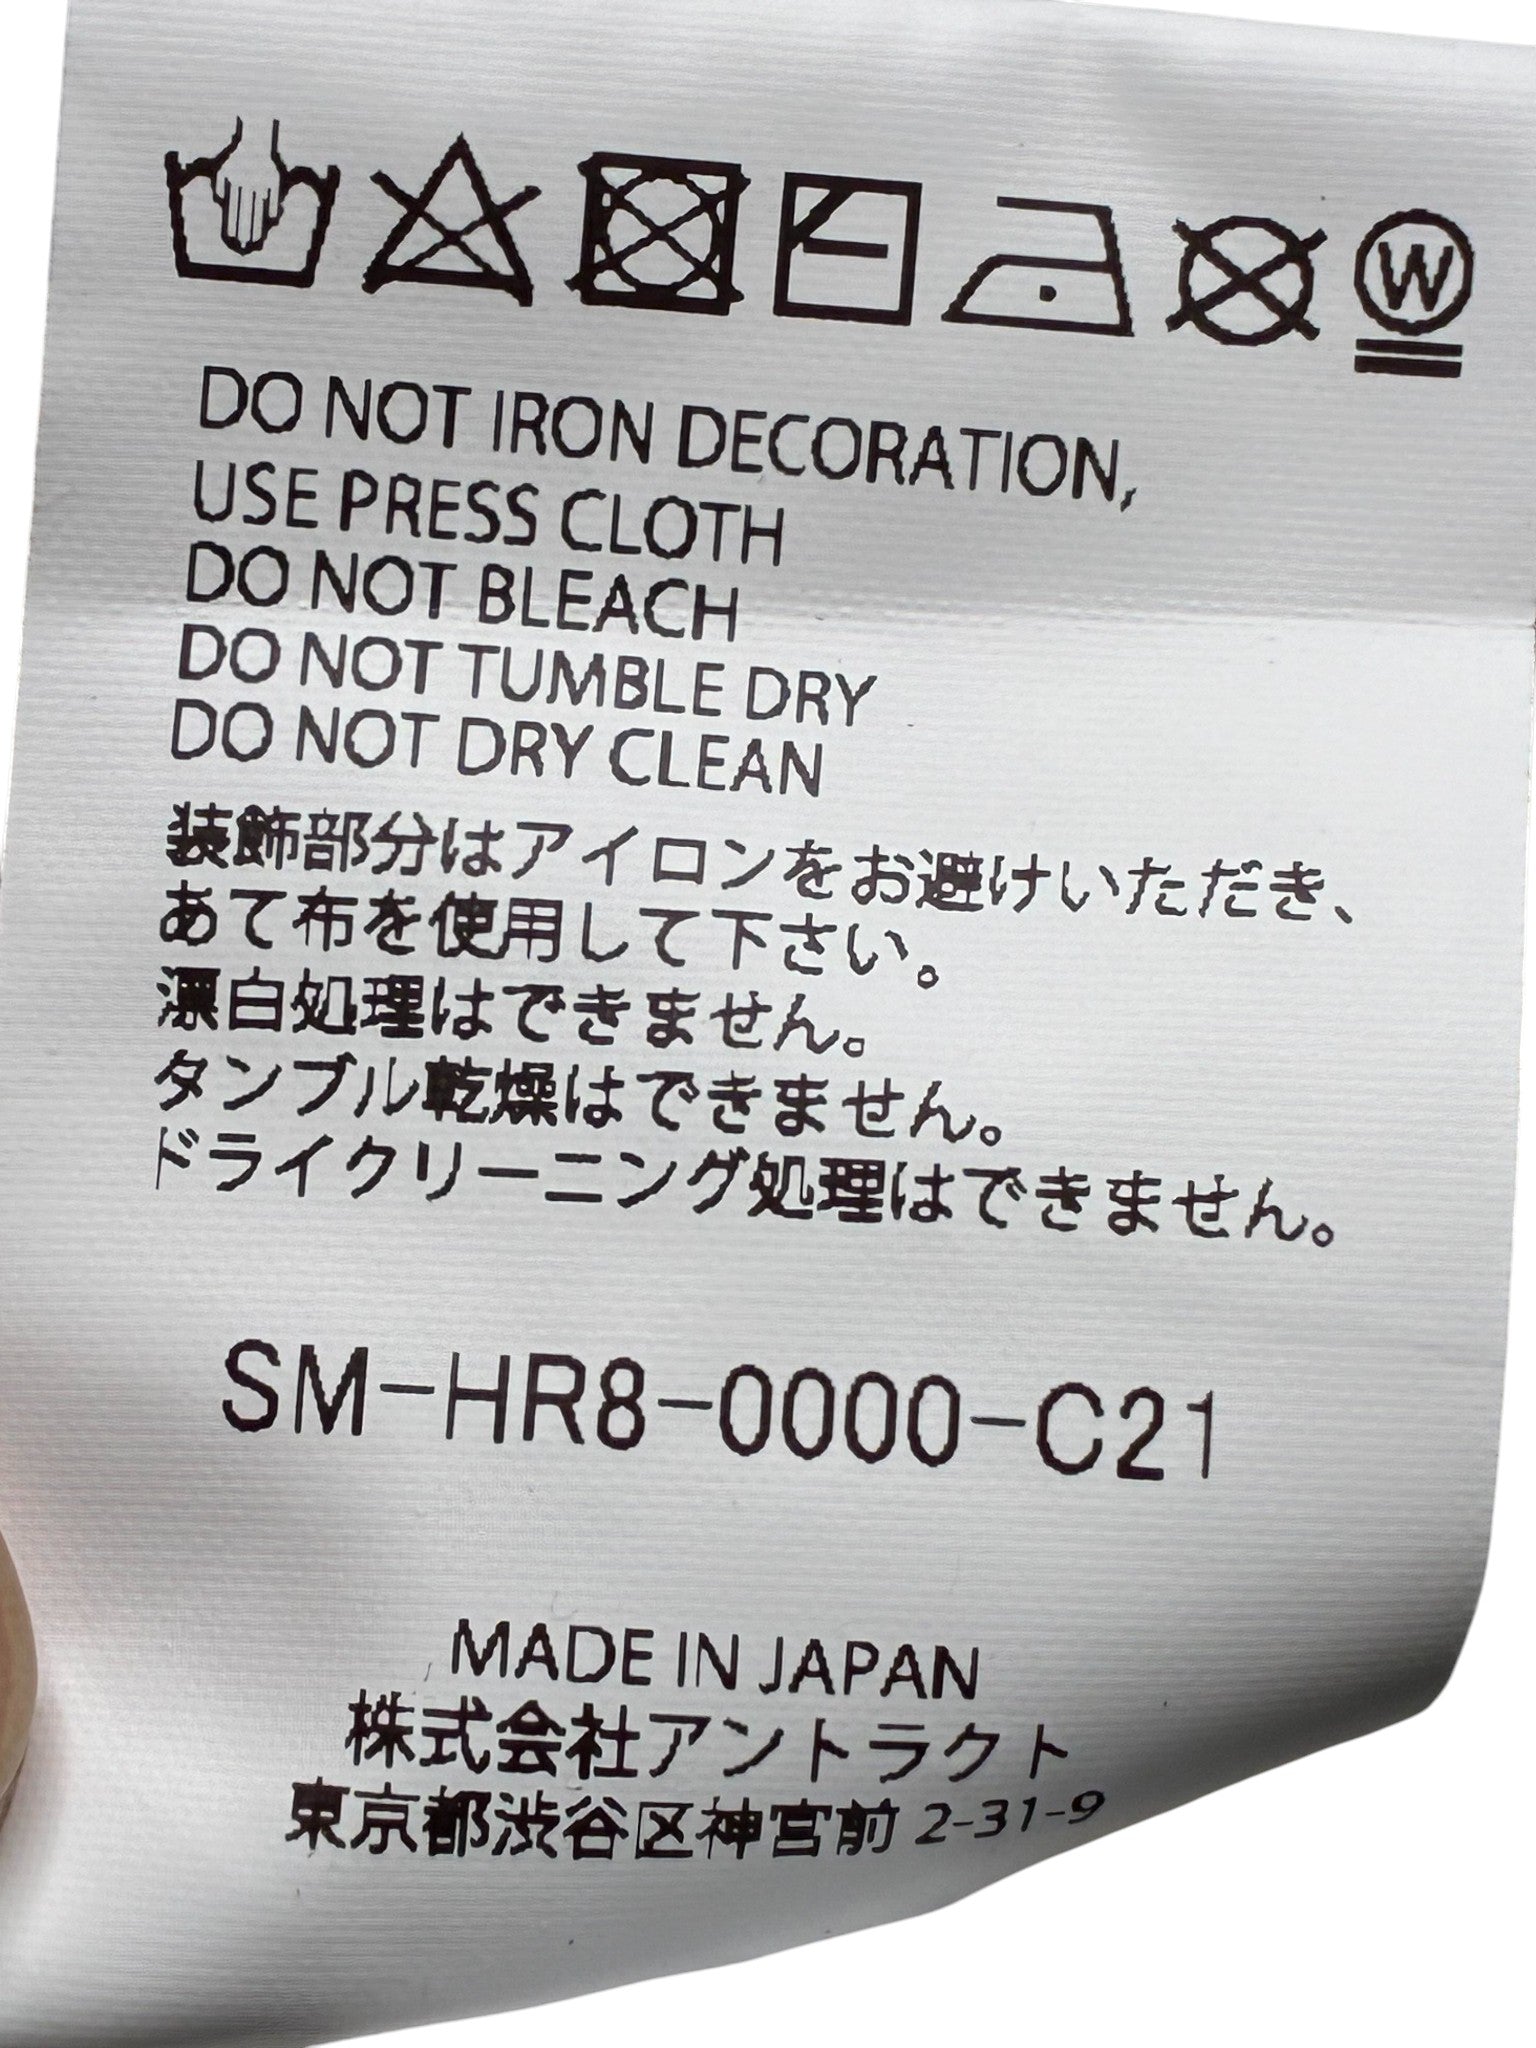 W
DO NOT IRON DECORATION,
USE PRESS CLOTH
DO NOT BLEACH
DO NOT TUMBLE DRY
DO NOT DRY CLEAN
装飾部分はアイロンをお避けいただき、
あて布を使用して下さい。
漂白処理はできません。
タンブル乾燥はできません。
ドライクリーニング処理はできません。
SM-HR8-0000-C21
MADE IN JAPAN
株式会社アントラクト
東京都渋谷区神宮前 2-31-9